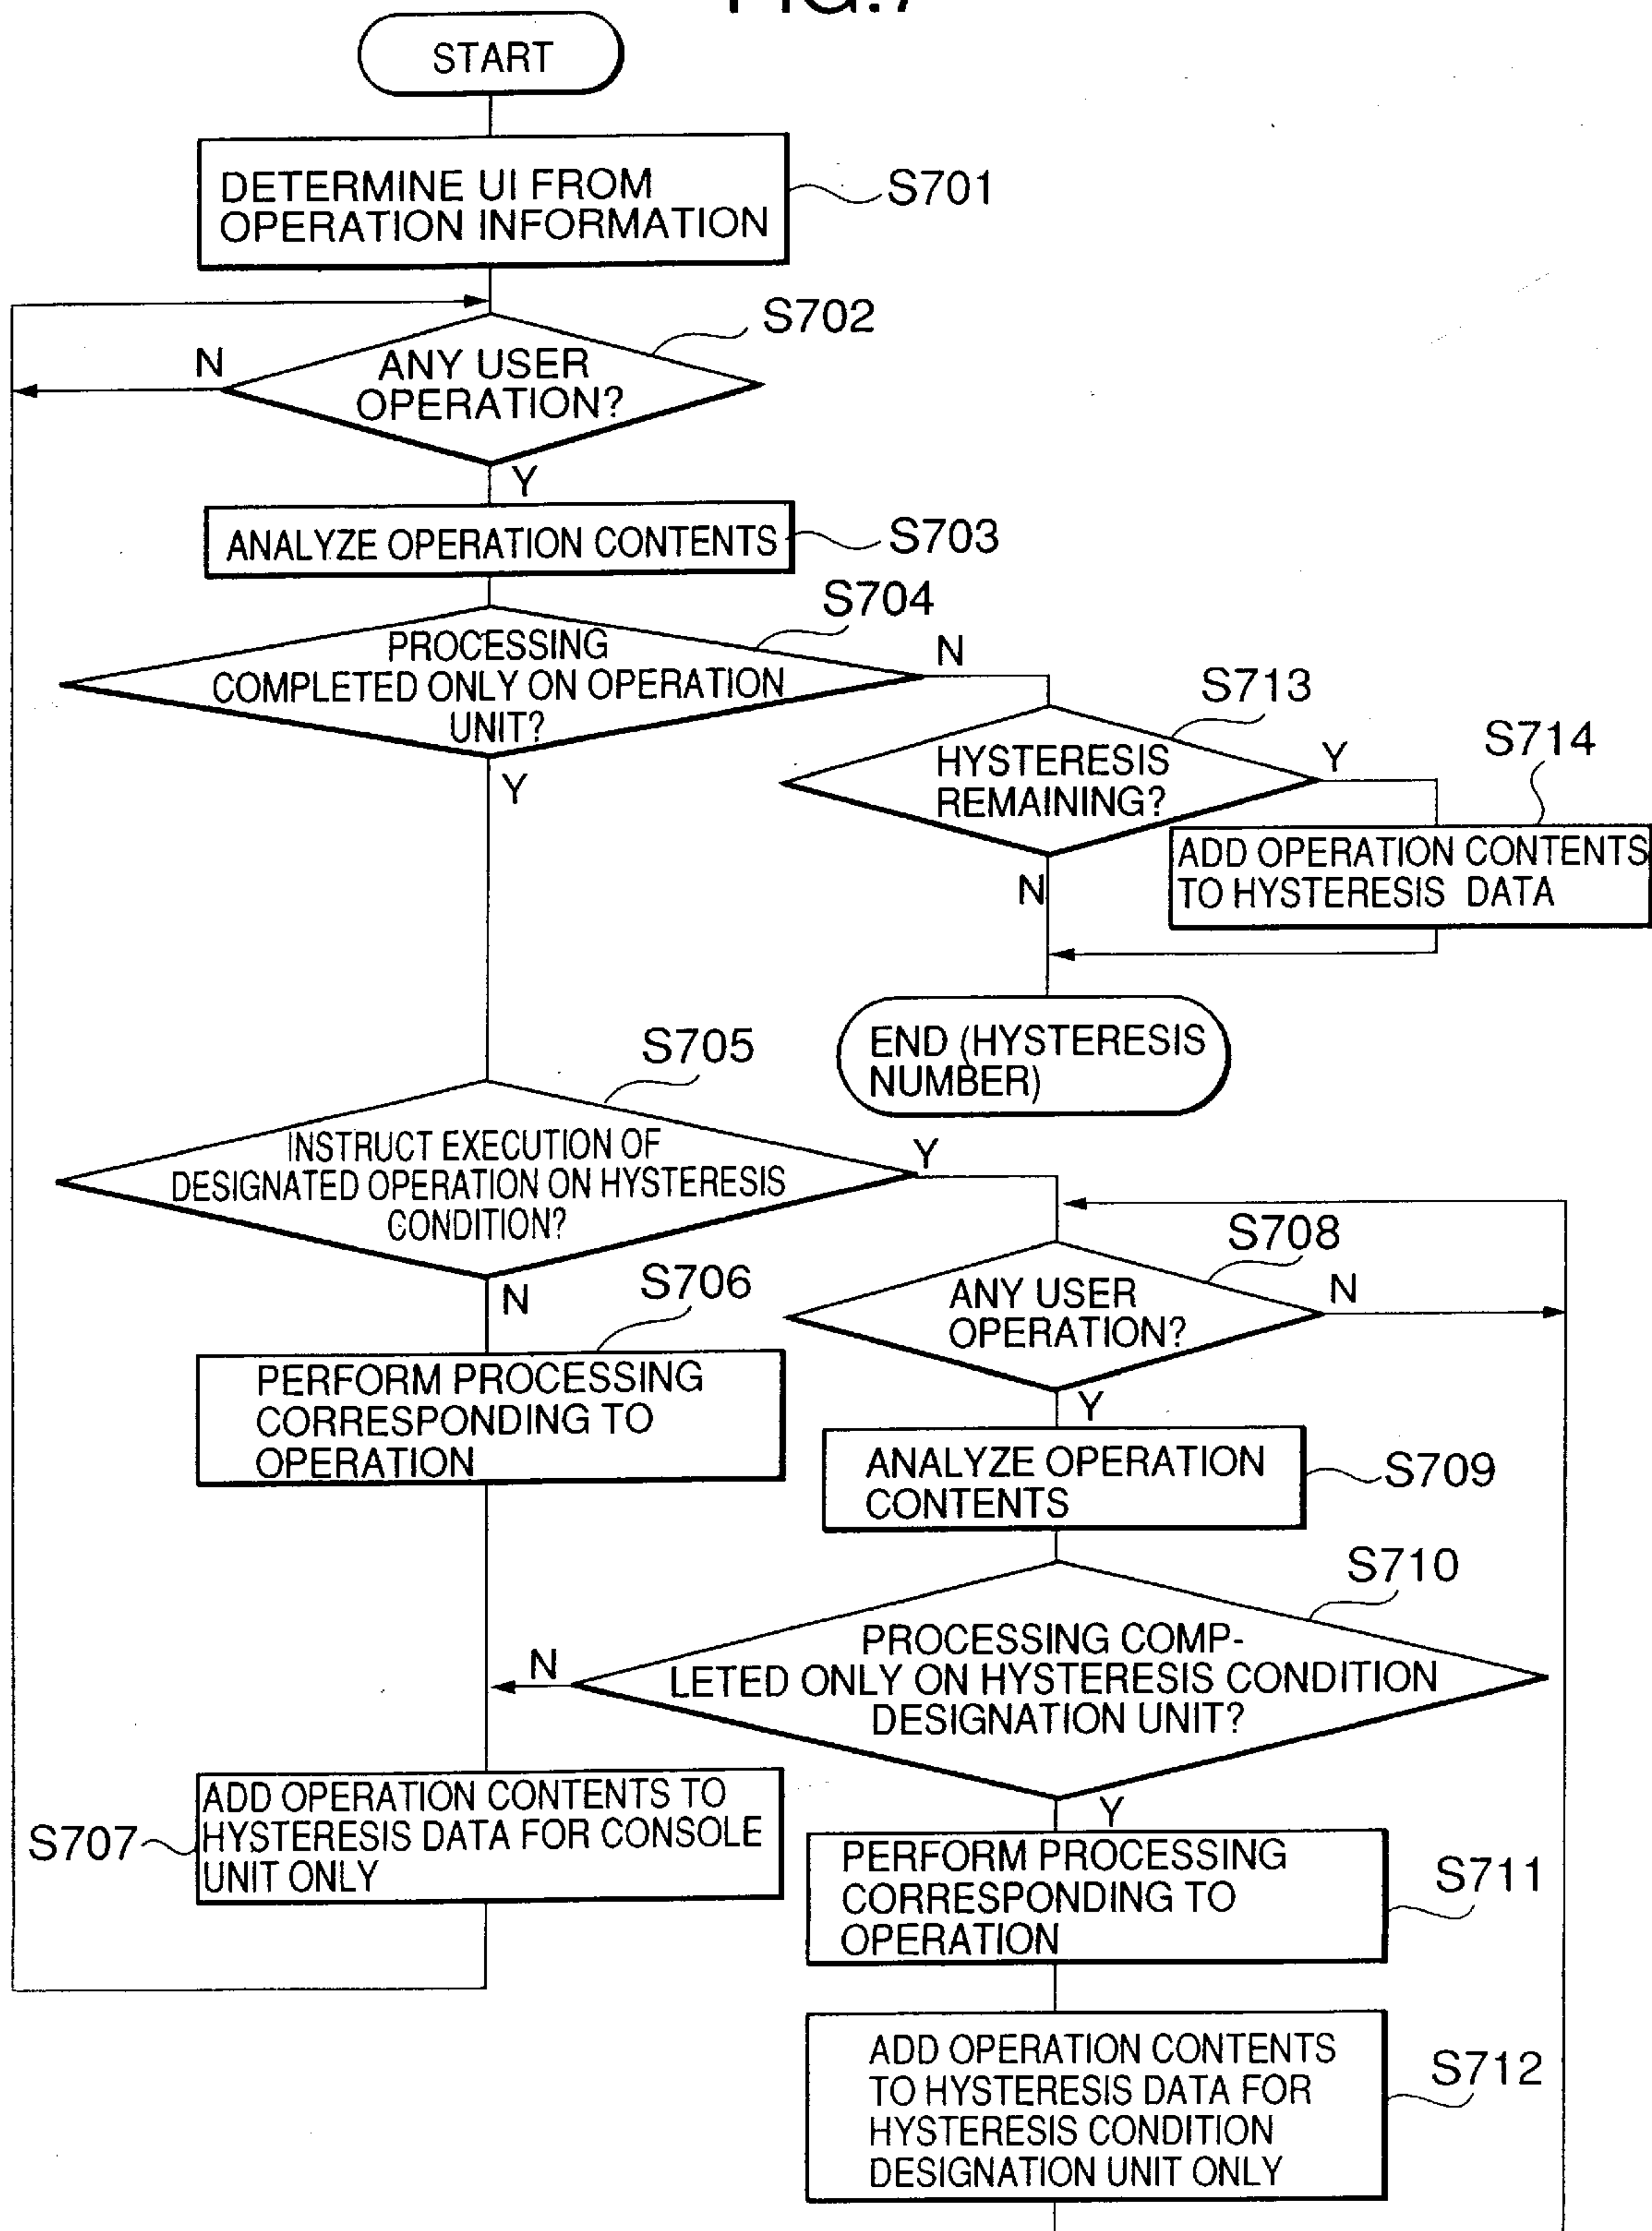 FIG.7
START
DETERMINE UI FROM
OPERATION INFORMATION
S701
S702
N
ANY USER
OPERATION?
Y
ANALYZE OPERATION CONTENTS
S703
S704
PROCESSING
COMPLETED ONLY ON OPERATION
UNIT?
N
Y
S713
HYSTERESIS
REMAINING?
Y
N
S714
ADD OPERATION CONTENTS
TO HYSTERESIS DATA
END (HYSTERESIS
NUMBER)
S705
INSTRUCT EXECUTION OF
DESIGNATED OPERATION ON HYSTERESIS
CONDITION?
Y
N
S706
PERFORM PROCESSING
CORRESPONDING TO
OPERATION
S708
ANY USER
OPERATION?
N
Y
ANALYZE OPERATION
CONTENTS
S709
S710
PROCESSING COMP-
LETED ONLY ON HYSTERESIS CONDITION
DESIGNATION UNIT?
N
Y
S707
ADD OPERATION CONTENTS TO
HYSTERESIS DATA FOR CONSOLE
UNIT ONLY
PERFORM PROCESSING
CORRESPONDING TO
OPERATION
S711
ADD OPERATION CONTENTS
TO HYSTERESIS DATA FOR
HYSTERESIS CONDITION
DESIGNATION UNIT ONLY
S712